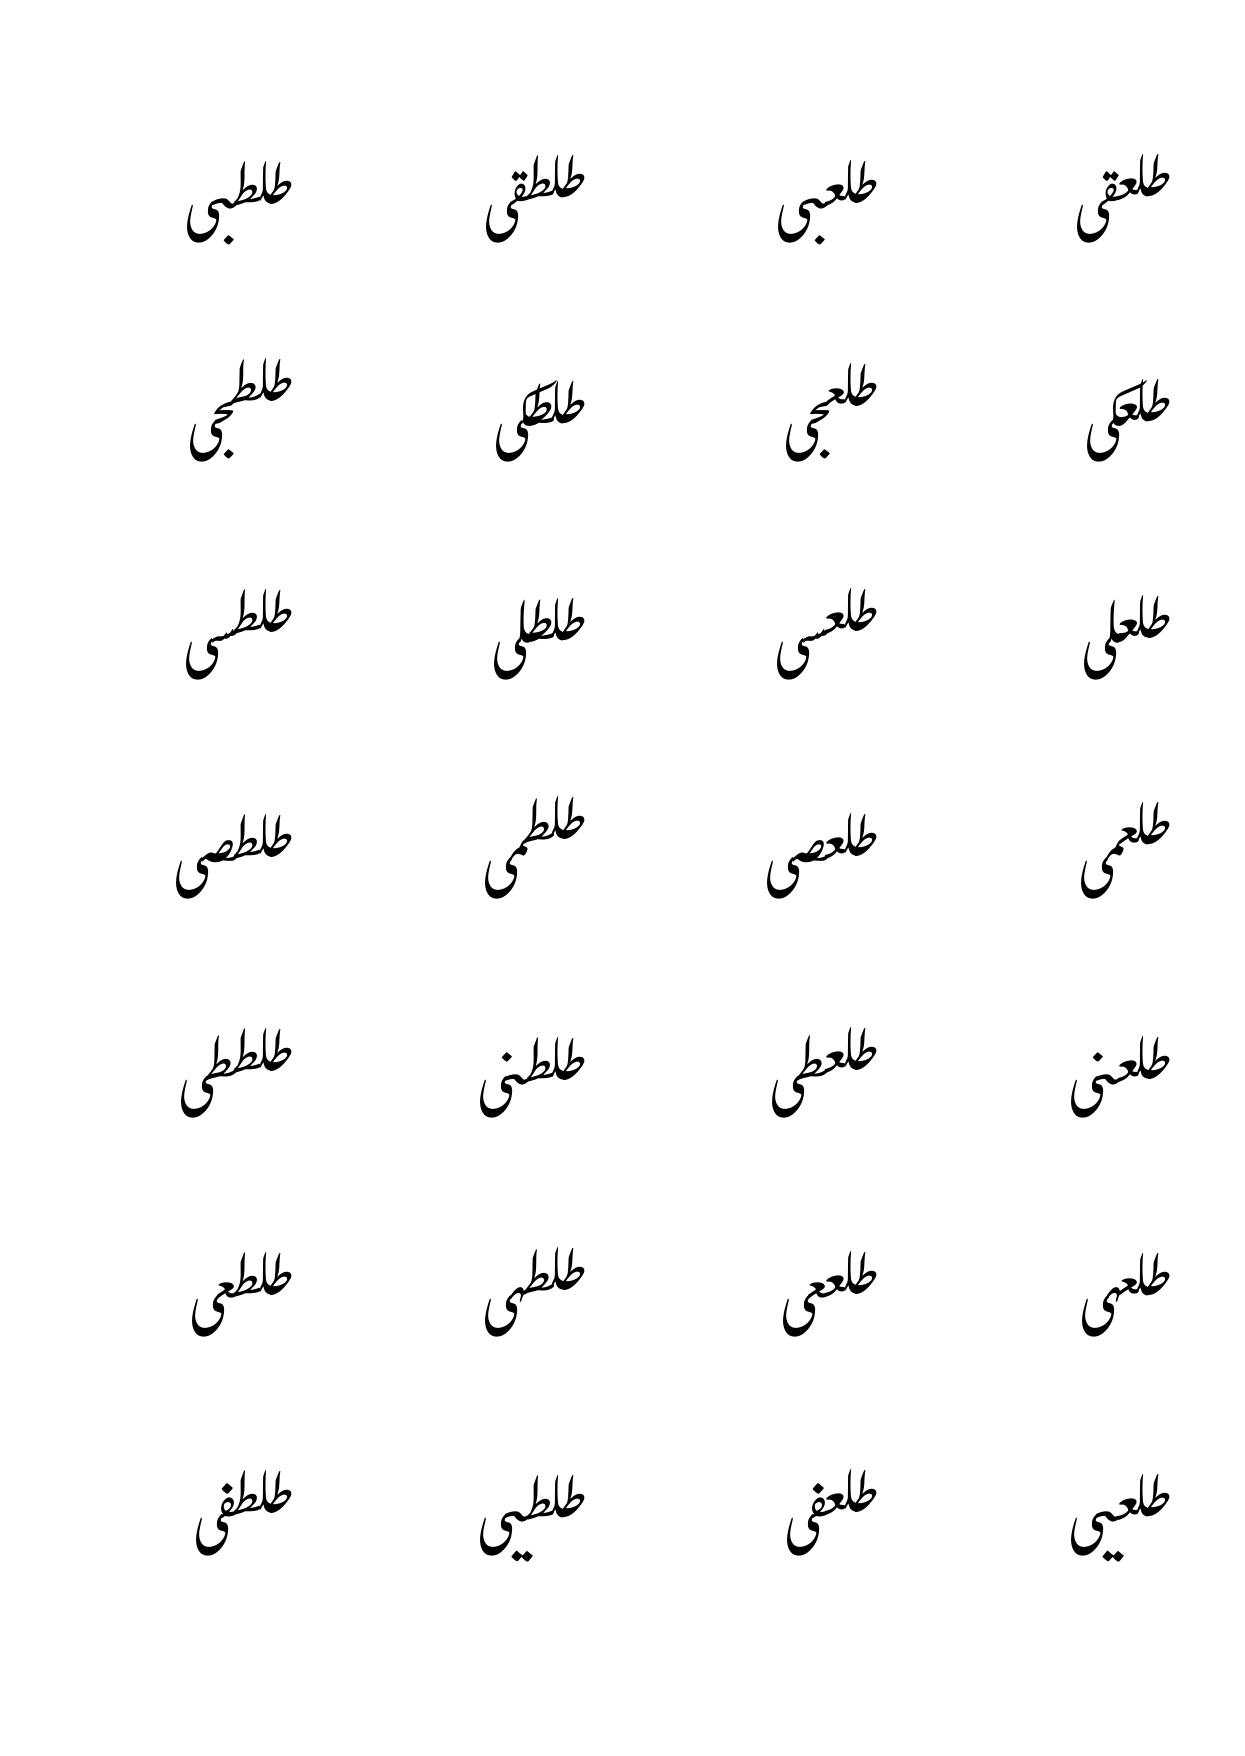 طلعقی طلعبی طلطقی طلطبی
طلعکی طلعجی طلطکی طلطجی
طلعلی طلعسی طلطلی طلطسی
طلعمی طلعصی طلطمی طلطصی
طلعنی طلعطی طلطنی طلططی
طلعہی طلععی طلطہی طلطعی
طلعیی طلعفی طلطیی طلطفی